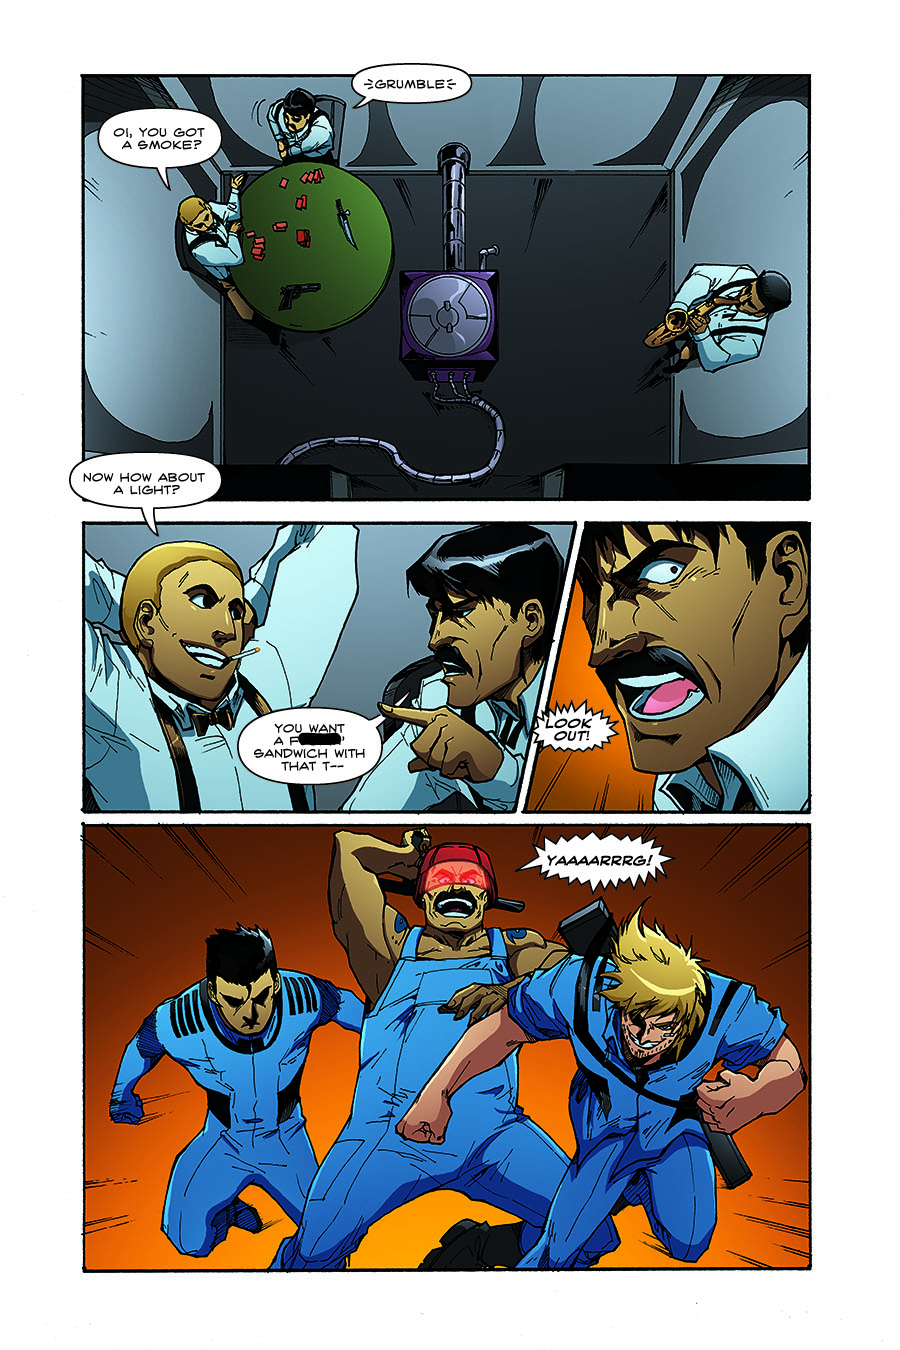 GRUMBLE
OI, YOU GOT
A SMOKE?
NOW HOW ABOUT
A LIGHT?
YOU WANT
A F
SANDWICH WITH
THAT T--
LOOK
OUT!
YAAAARRRG!